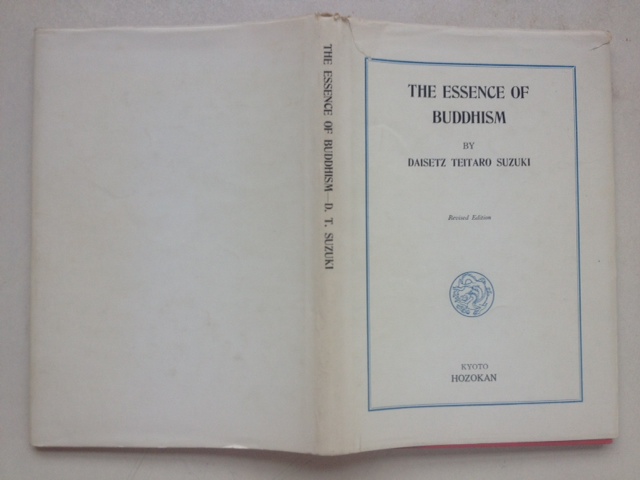 THE ESSENCE OF BUDDHISM—D. T. SUZUKI
THE ESSENCE OF
BUDDHISM
BY
DAISETZ TEITARO SUZUKI
Revised Edition
KYOTO
HOZOKAN